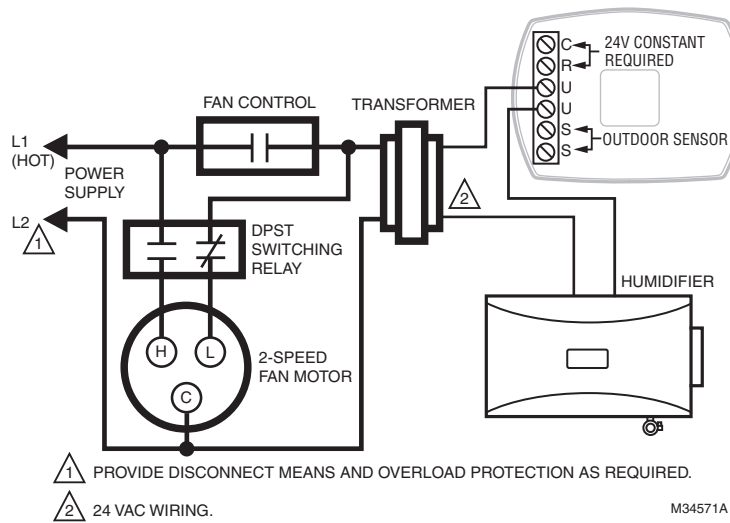 C 24V CONSTANT
R REQUIRED
U
U
S
OUTDOOR SENSOR
S
FAN CONTROL
TRANSFORMER
L1
(HOT)
POWER
SUPPLY
L2
1
2
DPST
SWITCHING
RELAY
HUMIDIFIER
H
L
2-SPEED
FAN MOTOR
C
1 PROVIDE DISCONNECT MEANS AND OVERLOAD PROTECTION AS REQUIRED.
2 24 VAC WIRING.
M34571A